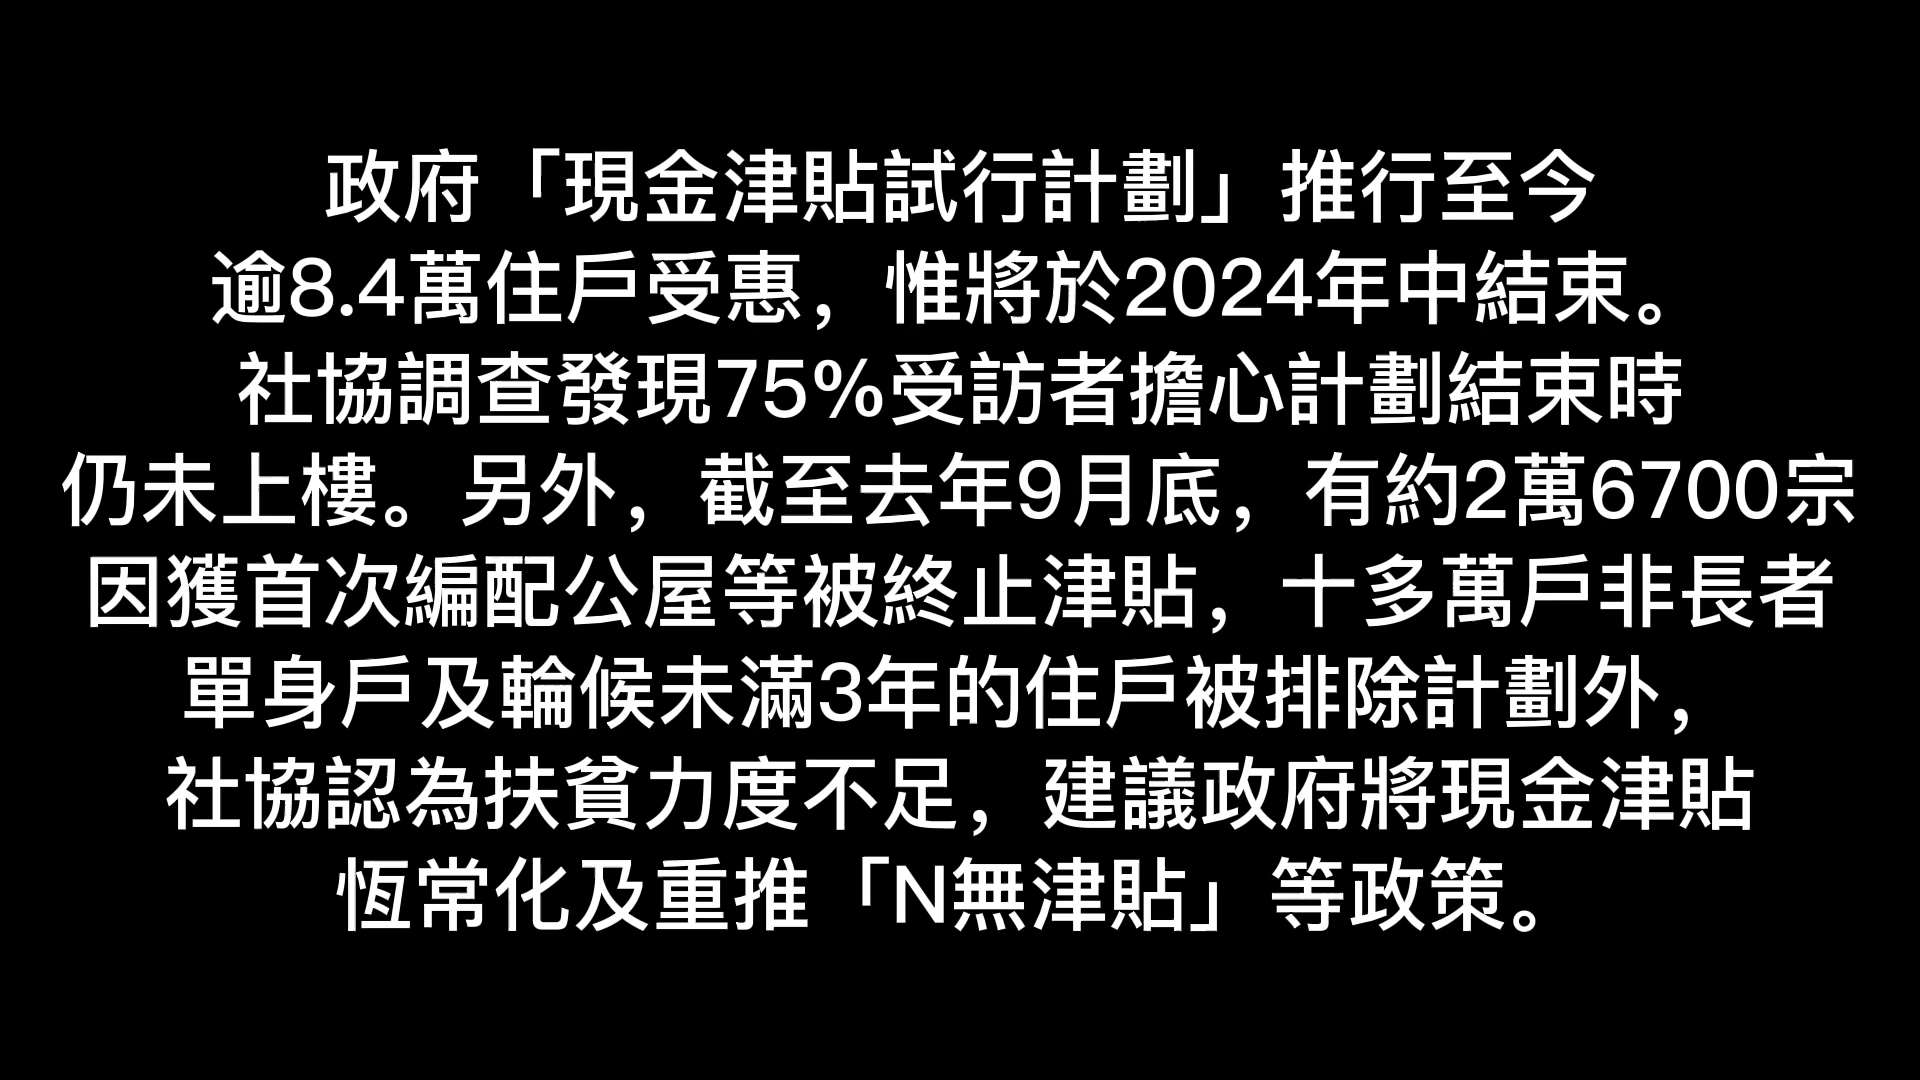 政府「現金津貼試行計劃」推行至今
逾8.4萬住戶受惠，惟將於2024年中結束。
社協調查發現75%受訪者擔心計劃結束時
仍未上樓。另外，截至去年9月底，有約2萬6700宗
因獲首次編配公屋等被終止津貼，十多萬戶非長者
單身戶及輪候未滿3年的住戶被排除計劃外，
社協認為扶貧力度不足，建議政府將現金津貼
恆常化及重推「N無津貼」等政策。